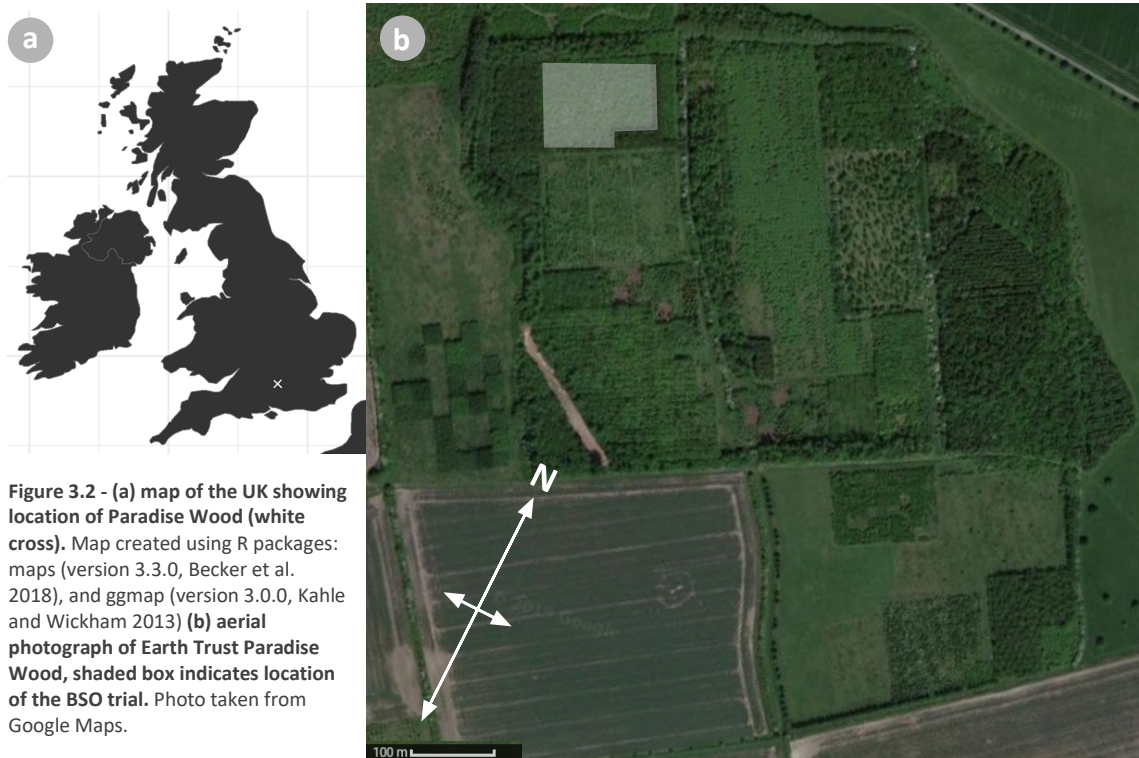 a
b
Figure 3.2 - (a) map of the UK showing
location of Paradise Wood (white
cross). Map created using R packages:
maps (version 3.3.0, Becker et al.
2018), and ggmap (version 3.0.0, Kahle
and Wickham 2013) (b) aerial
photograph of Earth Trust Paradise
Wood, shaded box indicates location
of the BSO trial. Photo taken from
Google Maps.
N
100 m